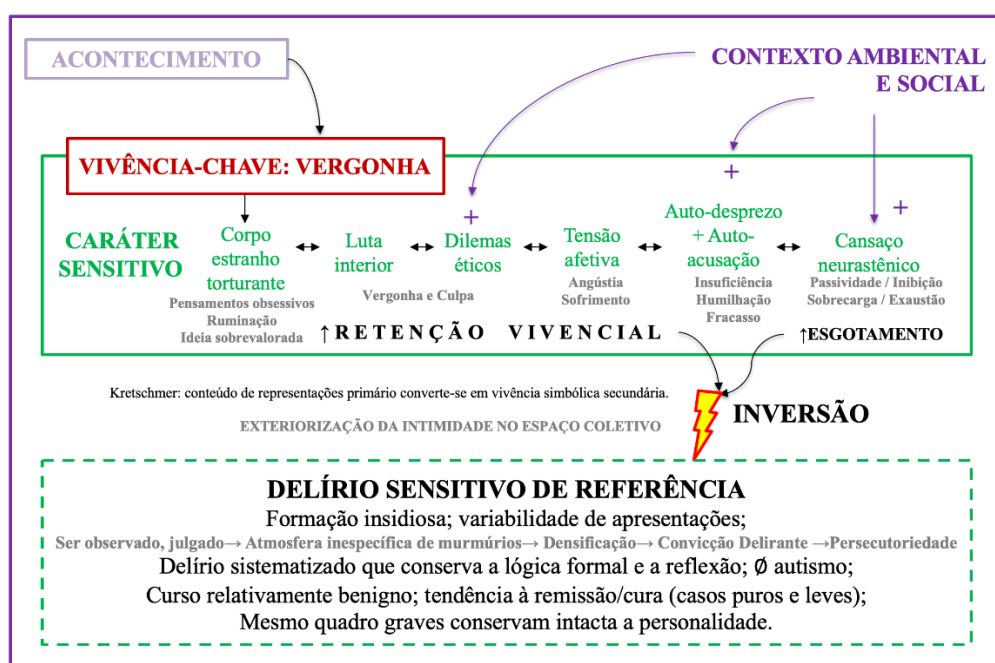 ACONTECIMENTO
CONTEXTO AMBIENTAL
E SOCIAL
VIVÊNCIA-CHAVE: VERGONHA
CARÁTER
SENSITIVO
Corpo
estranho
torturante
Pensamentos obsessivos
Ruminação
Ideia sobrevalorada
Luta
interior
+
Dilemas
éticos
Vergonha e Culpa
Tensão
afetiva
Angústia
Sofrimento
+
Auto-desprezo
+ Auto-
acusação
Insuficiência
Humilhação
Fracasso
+
Cansaço
neurastênico
Passividade / Inibição
Sobrecarga / Exaustão
↑RETENÇÃO VIVENCIAL
↑ESGOTAMENTO
Kretschmer: conteúdo de representações primário converte-se em vivência simbólica secundária.
EXTERIORIZAÇÃO DA INTIMIDADE NO ESPAÇO COLETIVO
INVERSÃO
DELÍRIO SENSITIVO DE REFERÊNCIA
Formação insidiosa; variabilidade de apresentações;
Ser observado, julgado→ Atmosfera inespecífica de murmúrios→ Densificação→ Convicção Delirante →Persecutoriedade
Delírio sistematizado que conserva a lógica formal e a reflexão; Ø autismo;
Curso relativamente benigno; tendência à remissão/cura (casos puros e leves);
Mesmo quadro graves conservam intacta a personalidade.